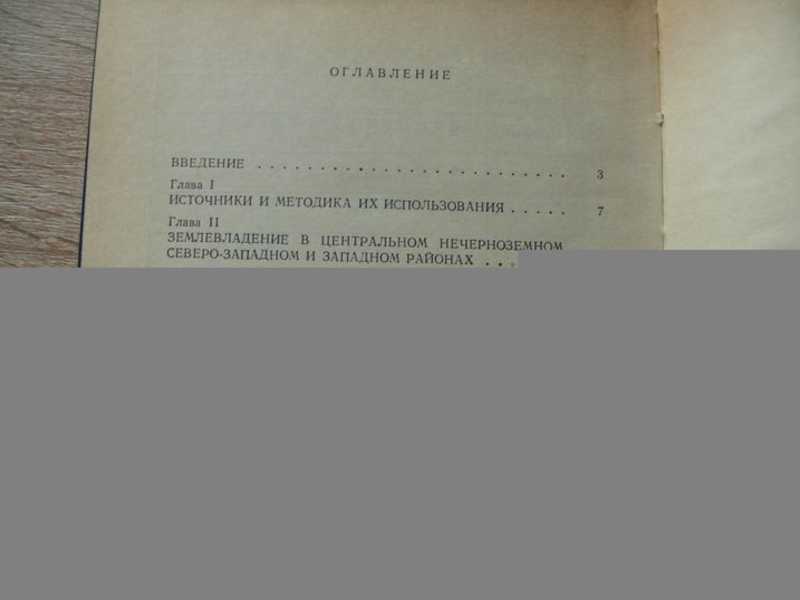 ОГЛАВЛЕНИЕ
ВВЕДЕНИЕ . . . . . . . . . . . . . . . . . . . . . . . . . . 3
Глава I
ИСТОЧНИКИ И МЕТОДИКА ИХ ИСПОЛЬЗОВАНИЯ . . . . . 7
Глава II
ЗЕМЛЕВЛАДЕНИЕ В ЦЕНТРАЛЬНОМ НЕЧЕРНОЗЕМНОМ
СЕВЕРО-ЗАПАДНОМ И ЗАПАДНОМ РАЙОНАХ . . .